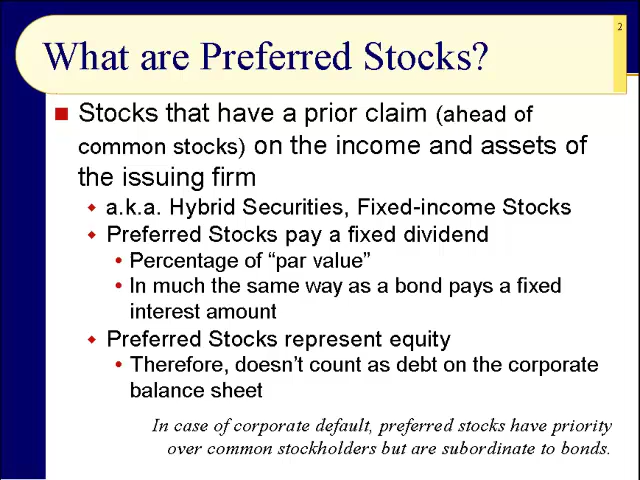 2
What are Preferred Stocks?
Stocks that have a prior claim (ahead of
common stocks) on the income and assets of
the issuing firm
a.k.a. Hybrid Securities, Fixed-income Stocks
Preferred Stocks pay a fixed dividend
Percentage of “par value”
In much the same way as a bond pays a fixed
interest amount
Preferred Stocks represent equity
Therefore, doesn’t count as debt on the corporate
balance sheet
In case of corporate default, preferred stocks have priority
over common stockholders but are subordinate to bonds.